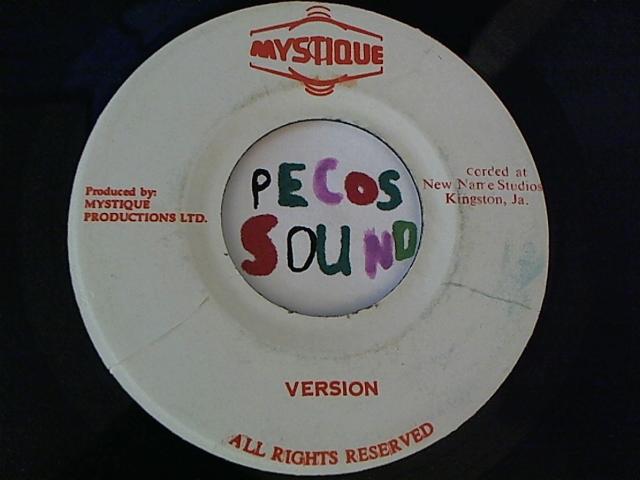 MYSTIQUE
Produced by:
MYSTIQUE
PRODUCTIONS LTD.
PECOS
SOUND
corded at
New Name Studios
Kingston, Ja.
VERSION
ALL RIGHTS RESERVED